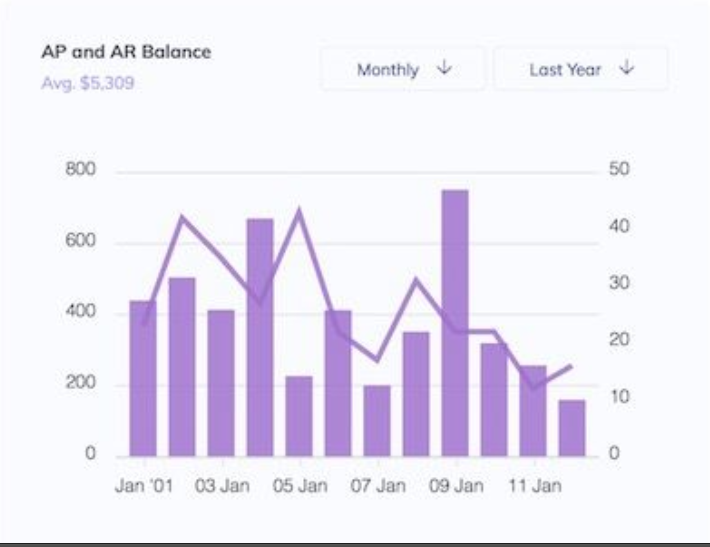 AP and AR Balance
Avg. $5,309
Monthly ↓
Last Year ↓
800
600
400
200
0
50
40
30
20
10
0
Jan '01 03 Jan 05 Jan 07 Jan 09 Jan 11 Jan